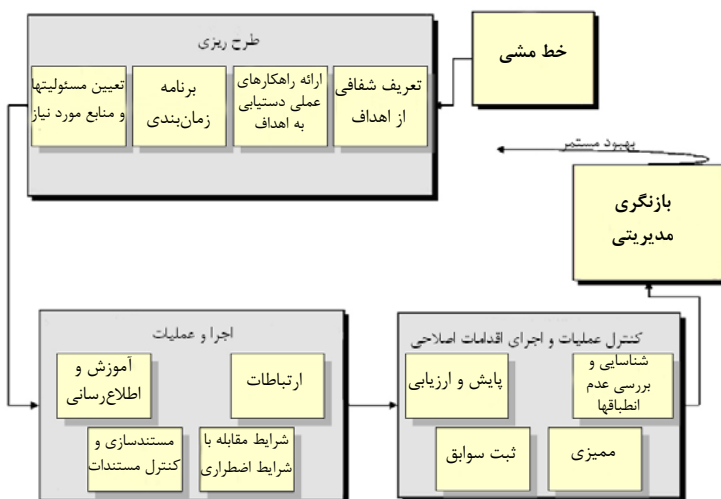 خط مشی
طرح ریزی
تعریف شفافی
از اهداف
ارائه راهکارهای
عملی دستیابی
به اهداف
برنامه
زمان‌بندی
تعیین مسئولیتها
و منابع مورد نیاز
اجرا و عملیات
ارتباطات
آموزش و
اطلاع‌رسانی
شرایط مقابله با
شرایط اضطراری
مستندسازی و
کنترل مستندات
کنترل عملیات و اجرای اقدامات اصلاحی
شناسایی و
بررسی عدم
انطباقها
پایش و ارزیابی
ممیزی
ثبت سوابق
بازنگری
مدیریتی
بهبود مستمر